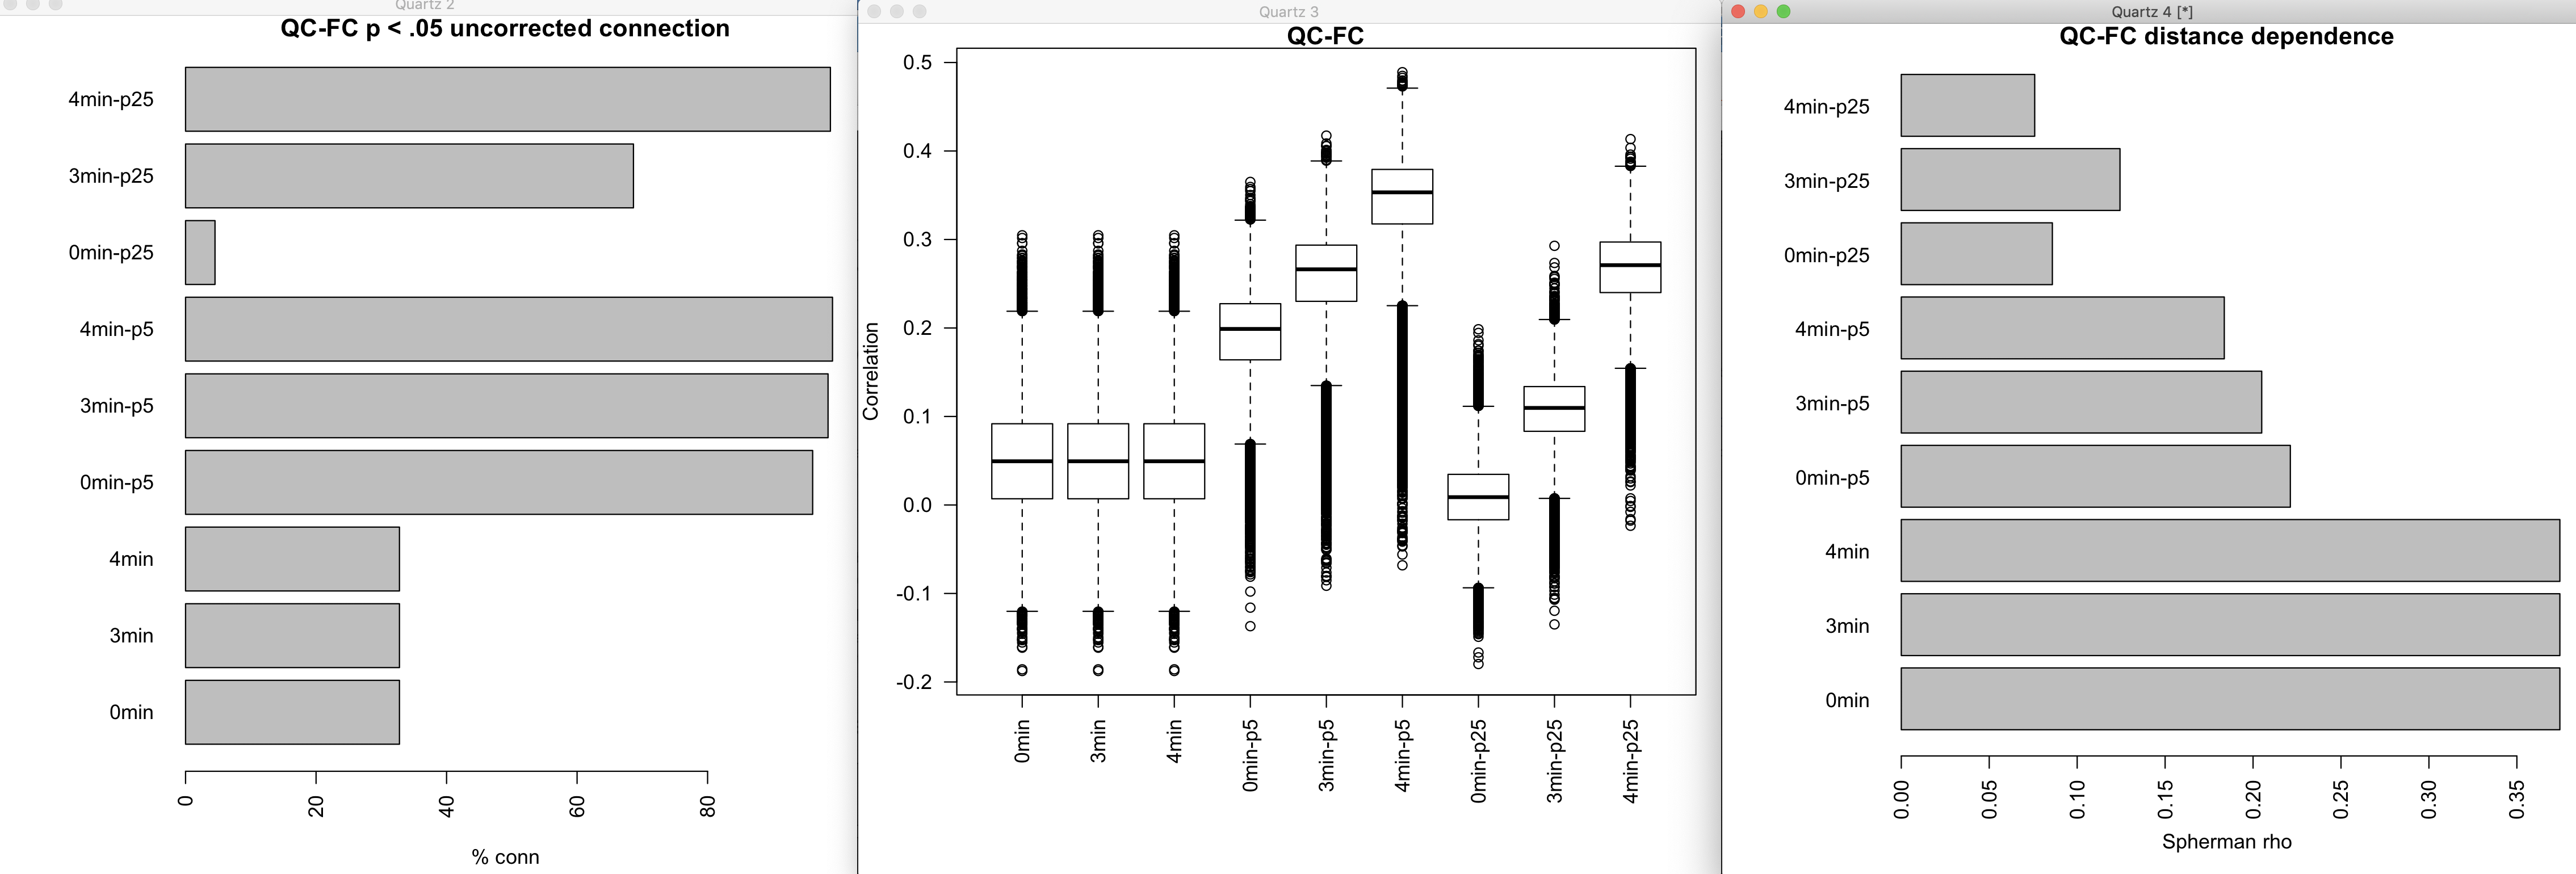 Quartz 2
QC-FC p < .05 uncorrected connection
4min-p25
3min-p25
0min-p25
4min-p5
3min-p5
0min-p5
4min
3min
0min
0
20
40
60
80
% conn
Quartz 3
QC-FC
Correlation
0.5
0.4
0.3
0.2
0.1
0.0
-0.1
-0.2
0min
3min
4min
0min-p5
3min-p5
4min-p5
0min-p25
3min-p25
4min-p25
Quartz 4 [*]
QC-FC distance dependence
4min-p25
3min-p25
0min-p25
4min-p5
3min-p5
0min-p5
4min
3min
0min
0.00
0.05
0.10
0.15
0.20
0.25
0.30
0.35
Spherman rho